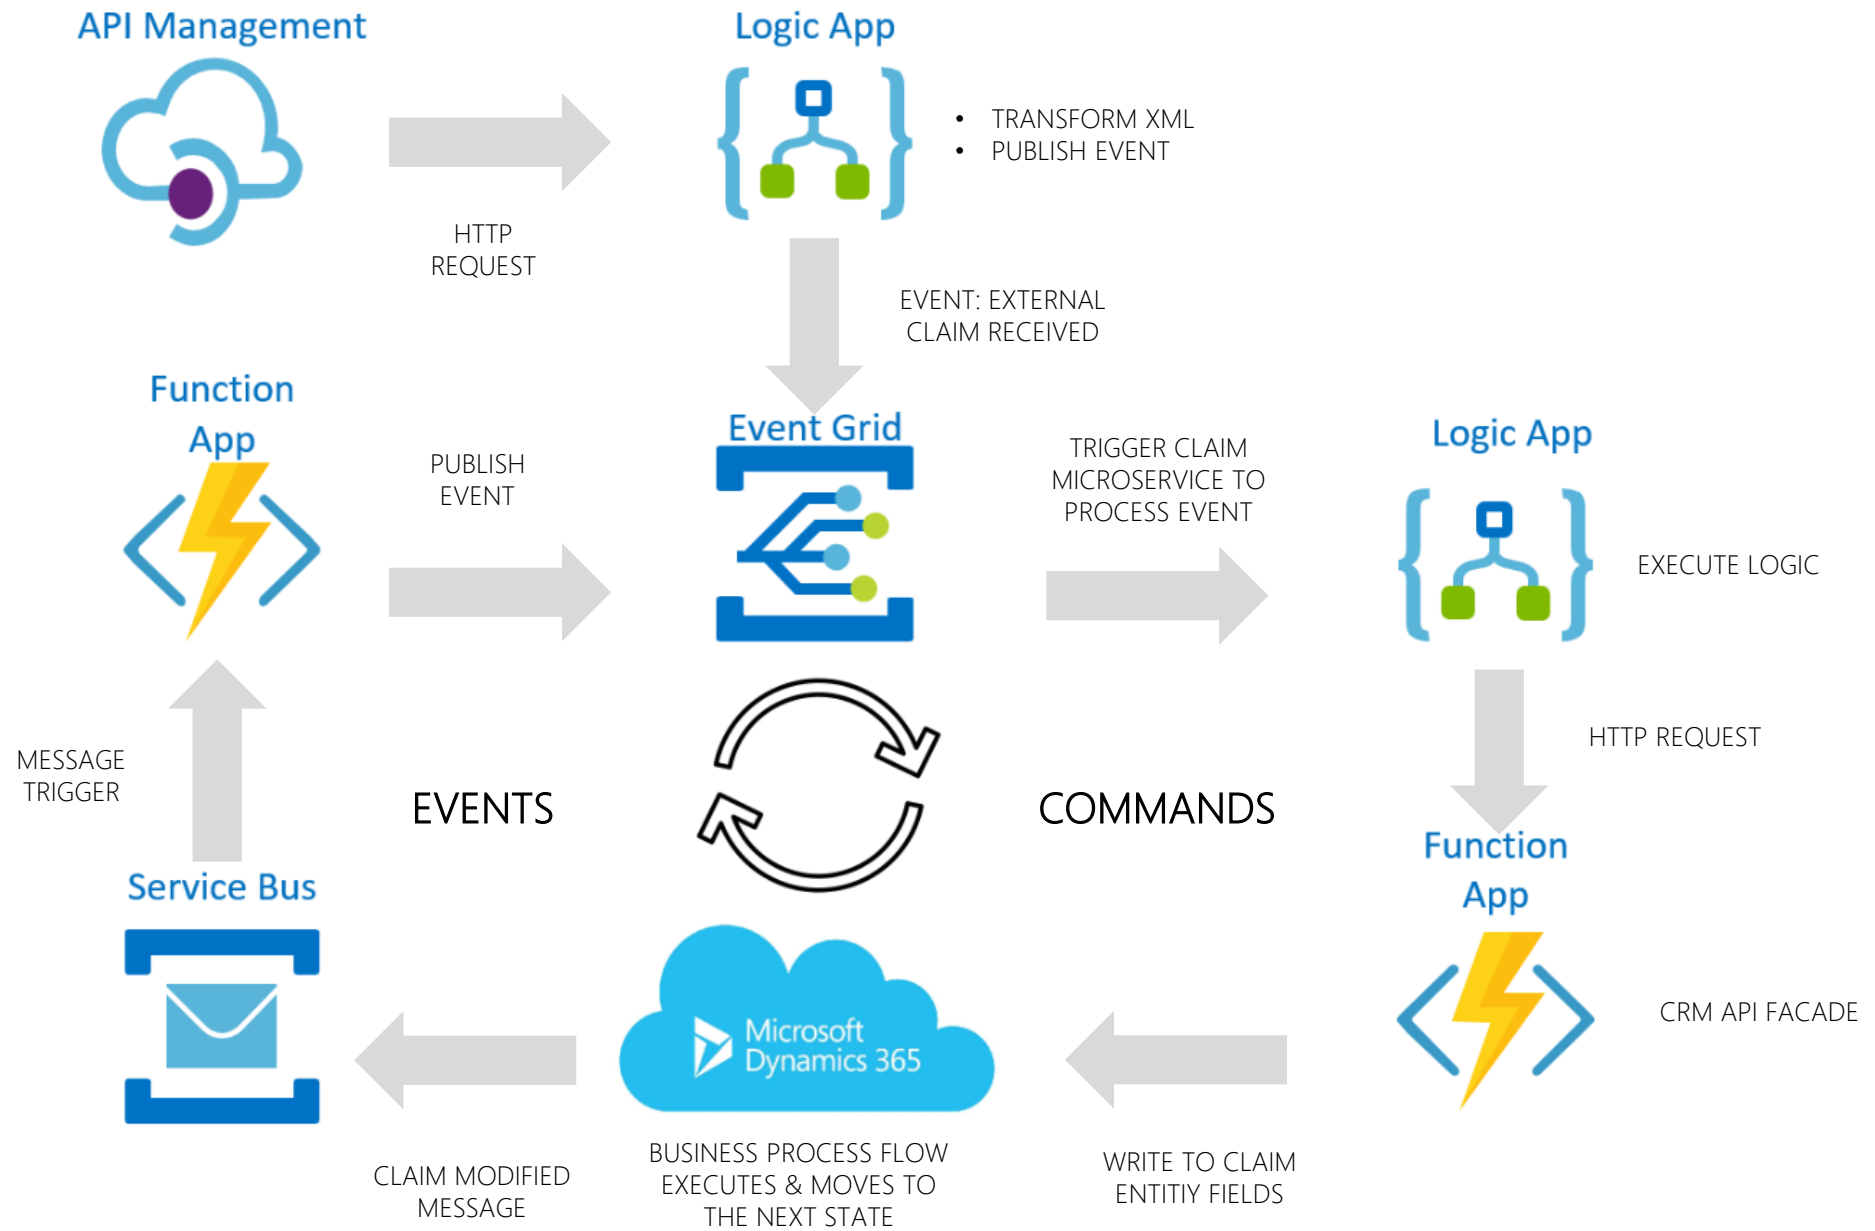 API Management
Logic App
• TRANSFORM XML
• PUBLISH EVENT
HTTP
REQUEST
EVENT: EXTERNAL
CLAIM RECEIVED
Function
App
PUBLISH
EVENT
Event Grid
TRIGGER CLAIM
MICROSERVICE TO
PROCESS EVENT
Logic App
EXECUTE LOGIC
MESSAGE
TRIGGER
EVENTS
COMMANDS
HTTP REQUEST
Function
App
Service Bus
Microsoft
Dynamics 365
CRM API FACADE
CLAIM MODIFIED
MESSAGE
BUSINESS PROCESS FLOW
EXECUTES & MOVES TO
THE NEXT STATE
WRITE TO CLAIM
ENTITIY FIELDS